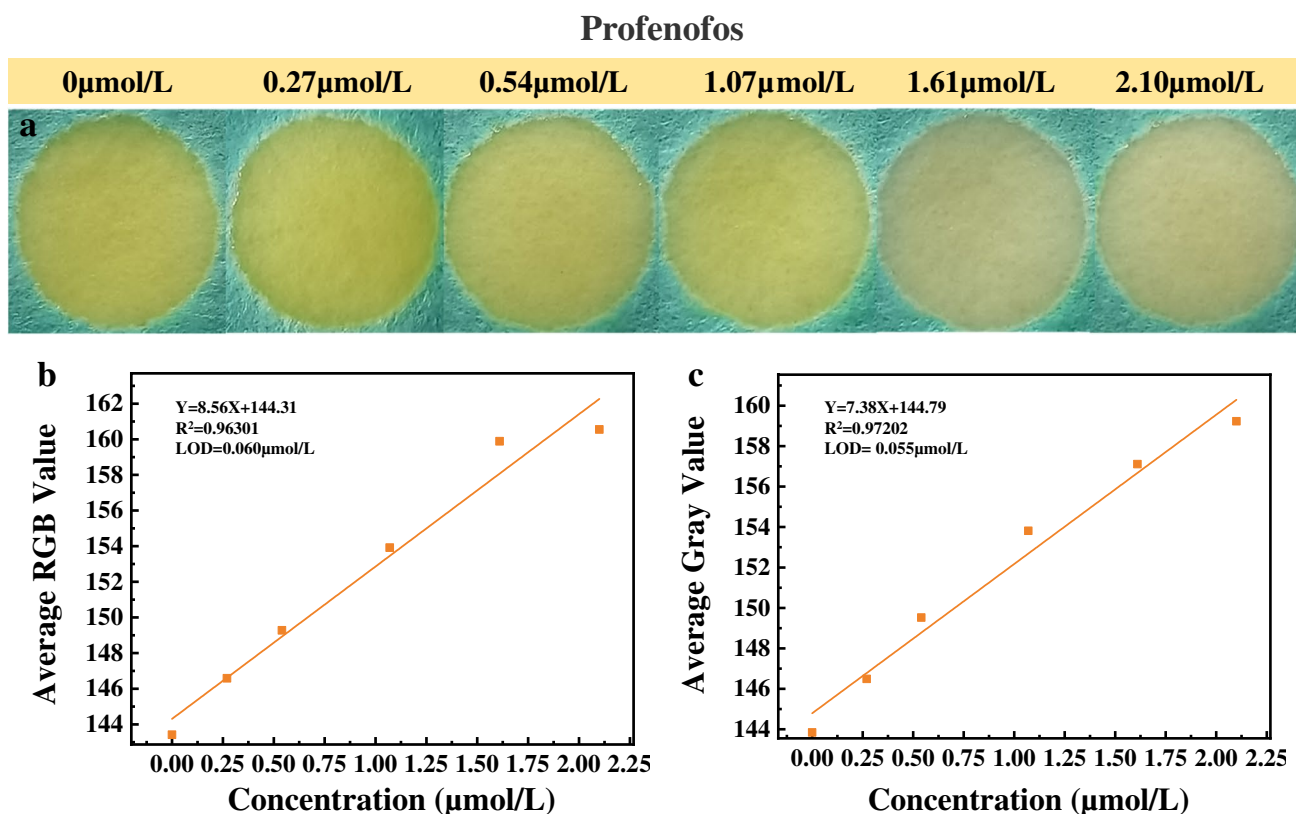 Profenofos
0μmol/L 0.27μmol/L 0.54μmol/L 1.07μmol/L 1.61μmol/L 2.10μmol/L
a
b
Y=8.56X+144.31
R²=0.96301
LOD=0.060μmol/L
Average RGB Value
162
160
158
156
154
152
150
148
146
144
0.00 0.25 0.50 0.75 1.00 1.25 1.50 1.75 2.00 2.25
Concentration (μmol/L)
c
Y=7.38X+144.79
R²=0.97202
LOD= 0.055μmol/L
Average Gray Value
160
158
156
154
152
150
148
146
144
0.00 0.25 0.50 0.75 1.00 1.25 1.50 1.75 2.00 2.25
Concentration (μmol/L)